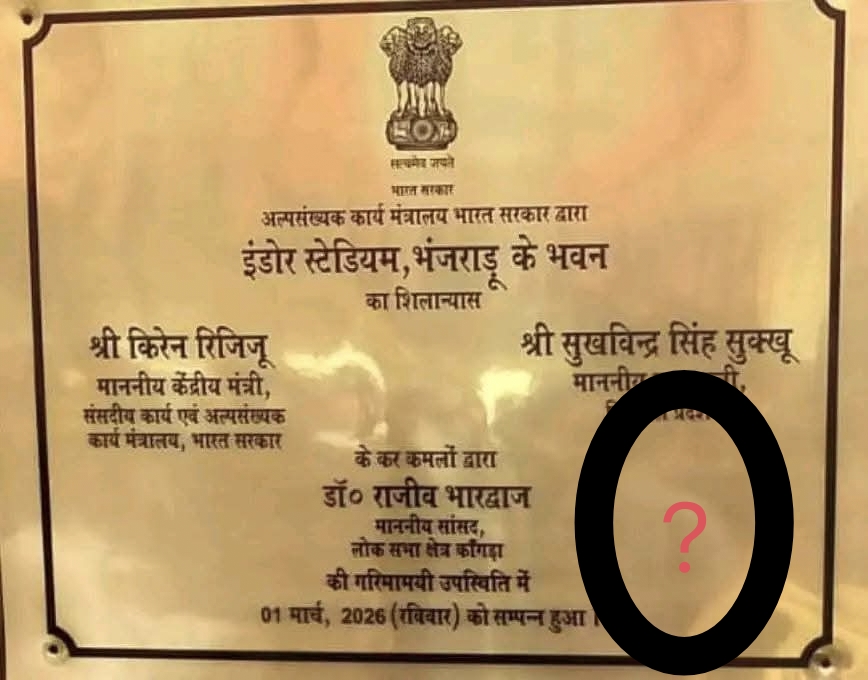 सत्यमेव जयते
भारत सरकार
अल्पसंख्यक कार्य मंत्रालय भारत सरकार द्वारा
इंडोर स्टेडियम, भंजराड़ू के भवन
का शिलान्यास
श्री किरेन रिजिजू
माननीय केंद्रीय मंत्री,
संसदीय कार्य एवं अल्पसंख्यक
कार्य मंत्रालय, भारत सरकार
श्री सुखविन्द्र सिंह सुक्खू
माननीय
के कर कमलों द्वारा
डॉ० राजीव भारद्वाज
माननीय सांसद,
लोक सभा क्षेत्र काँगड़ा
की गरिमामयी उपस्थिति में
01 मार्च, 2026 (रविवार) को सम्पन्न हुआ ।
?